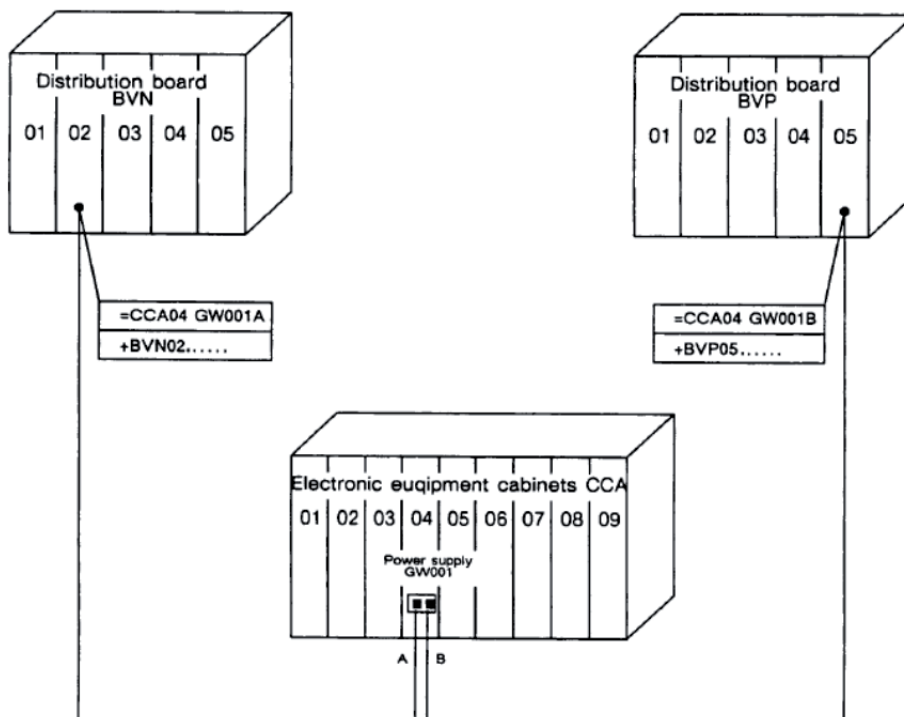 Distribution board
BVN
01 02 03 04 05
Distribution board
BVP
01 02 03 04 05
=CCA04 GW001A
+BVN02......
=CCA04 GW001B
+BVP05......
Electronic euqipment cabinets CCA
01 02 03 04 05 06 07 08 09
Power supply
GW001
A B